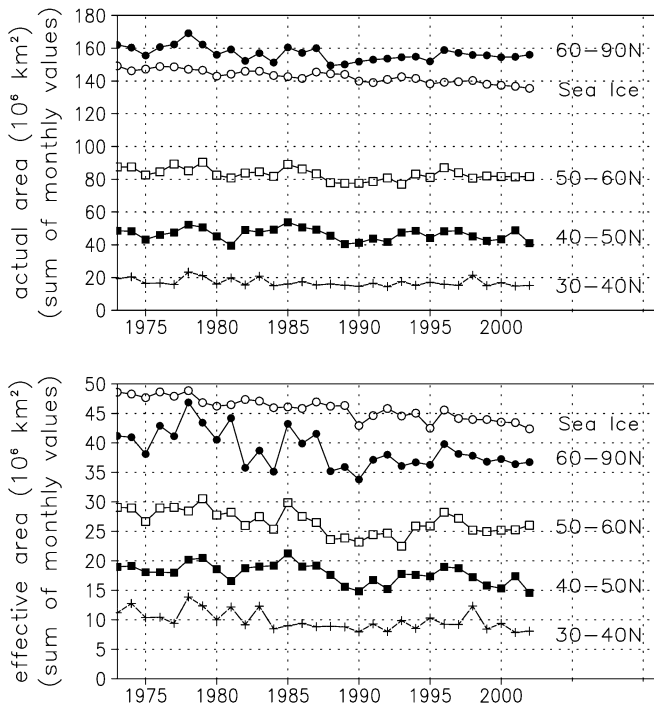 actual area (10⁶ km²)
(sum of monthly values)
180
160
140
120
100
80
60
40
20
0
60–90N
Sea Ice
50–60N
40–50N
30–40N
1975 1980 1985 1990 1995 2000
effective area (10⁶ km²)
(sum of monthly values)
50
45
40
35
30
25
20
15
10
5
0
Sea Ice
60–90N
50–60N
40–50N
30–40N
1975 1980 1985 1990 1995 2000